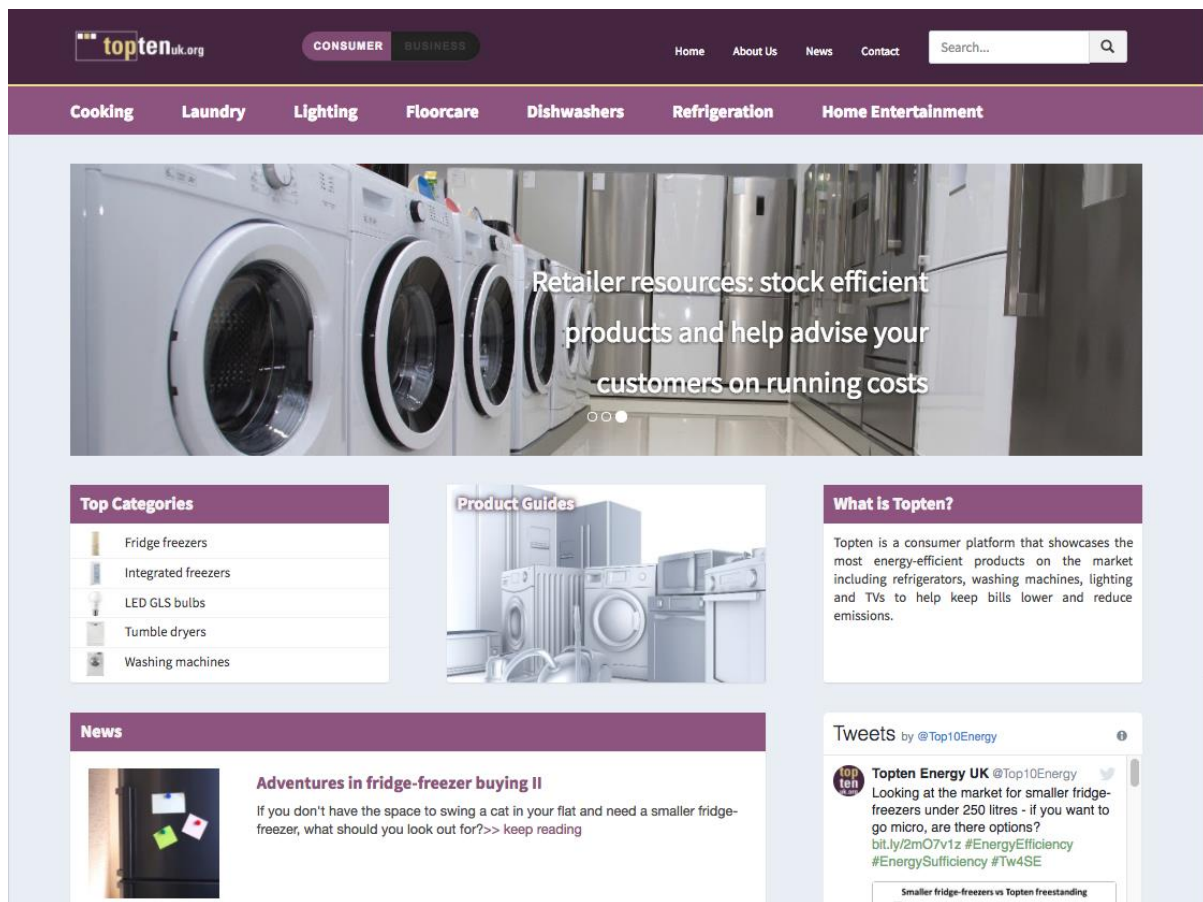 toptenuk.org
CONSUMER BUSINESS
Home About Us News Contact Search...
Cooking Laundry Lighting Floorcare Dishwashers Refrigeration Home Entertainment
Retailer resources: stock efficient
products and help advise your
customers on running costs
Top Categories
Fridge freezers
Integrated freezers
LED GLS bulbs
Tumble dryers
Washing machines
Product Guides
What is Topten?
Topten is a consumer platform that showcases the
most energy-efficient products on the market
including refrigerators, washing machines, lighting
and TVs to help keep bills lower and reduce
emissions.
News
Adventures in fridge-freezer buying II
If you don't have the space to swing a cat in your flat and need a smaller fridge-
freezer, what should you look out for?>> keep reading
Tweets by @Top10Energy
top
ten
uk.org
Topten Energy UK @Top10Energy
Looking at the market for smaller fridge-
freezers under 250 litres - if you want to
go micro, are there options?
bit.ly/2mO7v1z #EnergyEfficiency
#EnergySufficiency #Tw4SE
Smaller fridge-freezers vs Topten freestanding